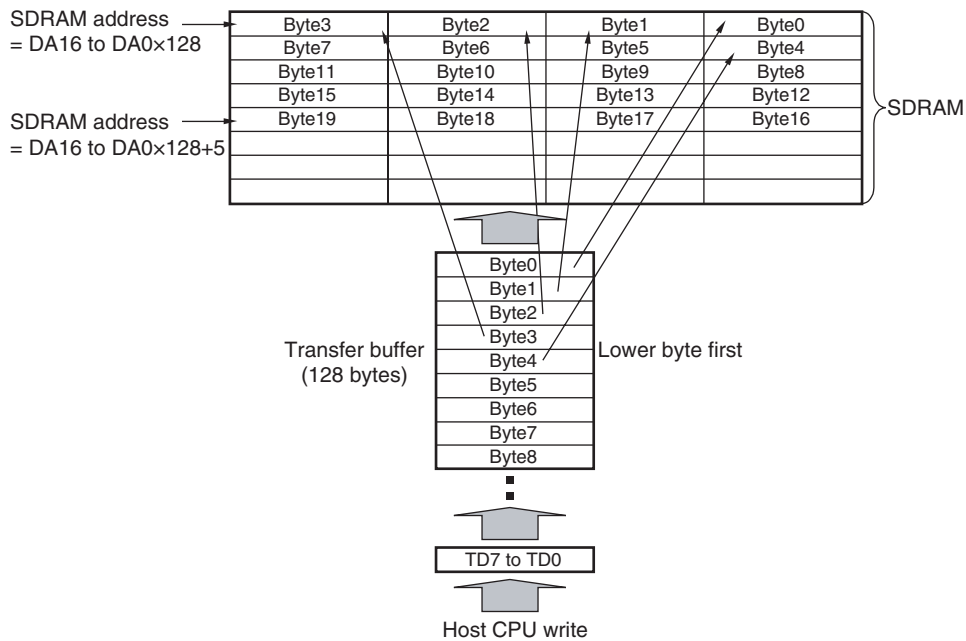 SDRAM address
= DA16 to DA0×128
Byte3 Byte2 Byte1 Byte0
Byte7 Byte6 Byte5 Byte4
Byte11 Byte10 Byte9 Byte8
Byte15 Byte14 Byte13 Byte12
Byte19 Byte18 Byte17 Byte16
SDRAM address
= DA16 to DA0×128+5
SDRAM
Byte0
Byte1
Byte2
Byte3
Byte4
Byte5
Byte6
Byte7
Byte8
Transfer buffer
(128 bytes)
Lower byte first
TD7 to TD0
Host CPU write